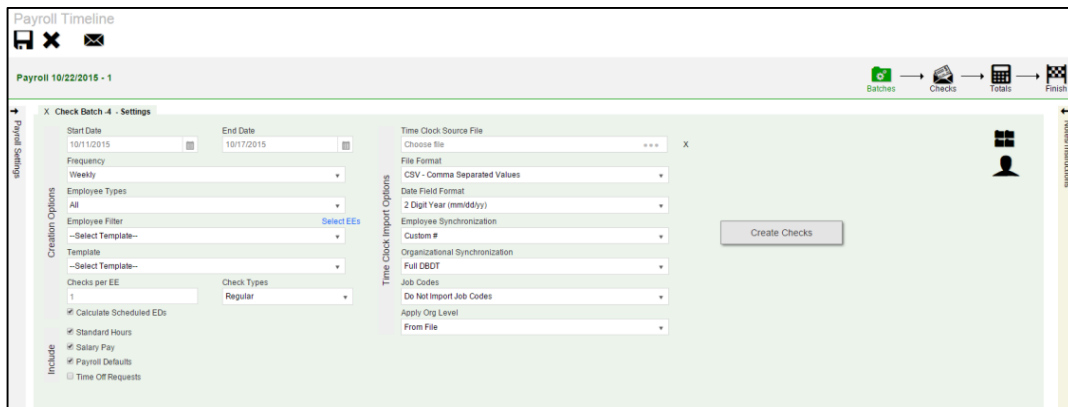 Payroll Timeline
Payroll 10/22/2015 - 1
Batches
Checks
Totals
Finish
Payroll Settings
X Check Batch -4 - Settings
Creation Options
Start Date
End Date
10/11/2015
10/17/2015
Frequency
Weekly
Employee Types
All
Employee Filter
Select EEs
--Select Template--
Template
--Select Template--
Checks per EE
Check Types
1
Regular
Calculate Scheduled EDs
Include
Standard Hours
Salary Pay
Payroll Defaults
Time Off Requests
Time Clock Import Options
Time Clock Source File
Choose file
X
File Format
CSV - Comma Separated Values
Date Field Format
2 Digit Year (mm/dd/yy)
Employee Synchronization
Custom #
Organizational Synchronization
Full DBDT
Job Codes
Do Not Import Job Codes
Apply Org Level
From File
Create Checks